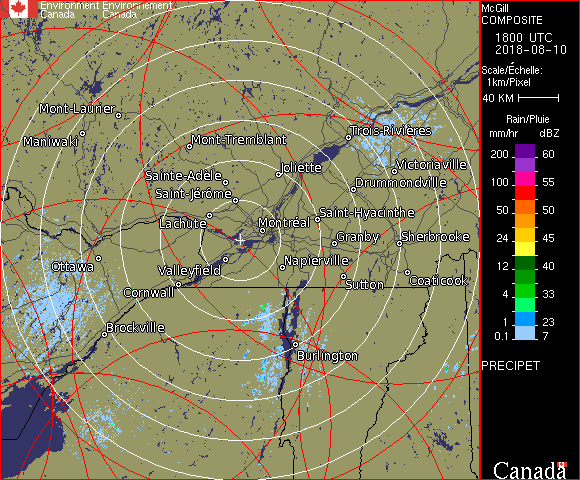 Environment Environnement
Canada Canada
McGill
COMPOSITE
1800 UTC
2018-08-10
Scale/Échelle:
1km/Pixel
40 KM
Rain/Pluie
mm/hr dBZ
200 60
150 55
100 55
50 50
24 45
12 40
4 33
1 23
0.1 7
PRECIPET
Canada
Mont-Laurier
Maniwaki
Mont-Tremblant
Trois-Rivières
Joliette
Victoriaville
Sainte-Adèle
Drummondville
Saint-Jérôme
Lachute
Montréal
Saint-Hyacinthe
Granby
Sherbrooke
Ottawa
Valleyfield
Napierville
Cornwall
Sutton
Coaticook
Brockville
Burlington